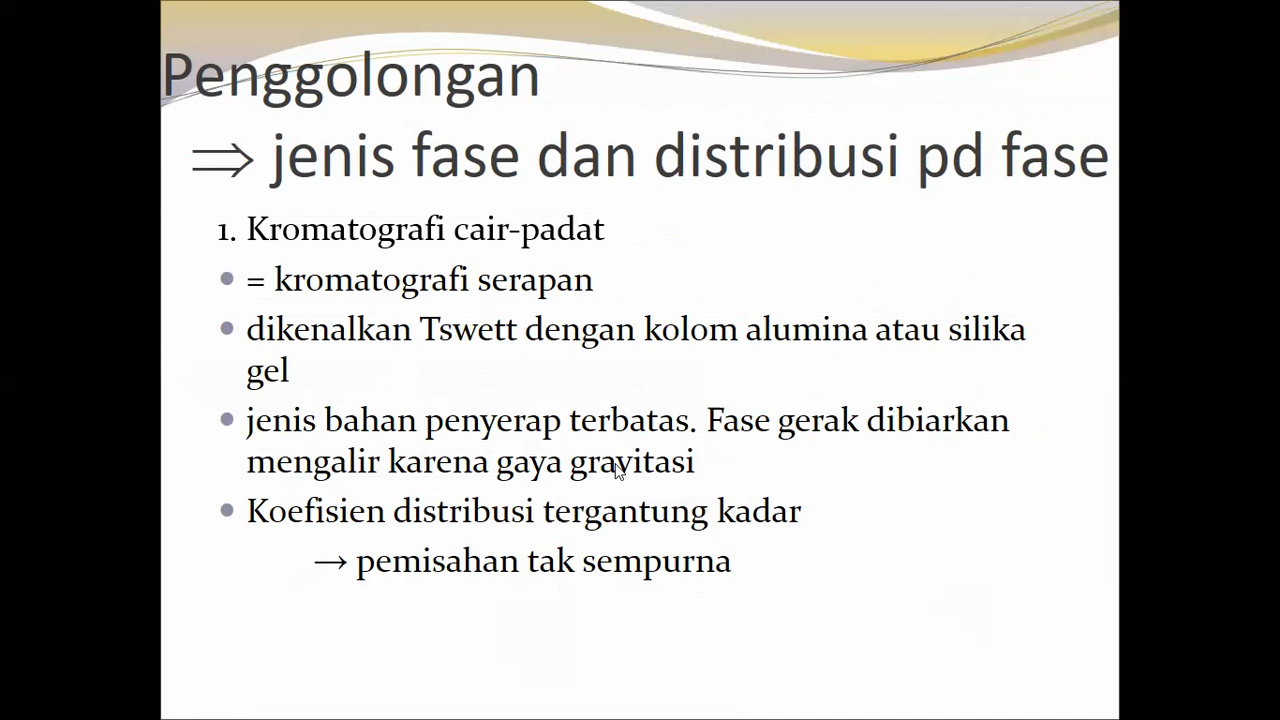 Penggolongan
⇒ jenis fase dan distribusi pd fase
1. Kromatografi cair-padat
• = kromatografi serapan
• dikenalkan Tswett dengan kolom alumina atau silika
gel
• jenis bahan penyerap terbatas. Fase gerak dibiarkan
mengalir karena gaya gravitasi
• Koefisien distribusi tergantung kadar
→ pemisahan tak sempurna